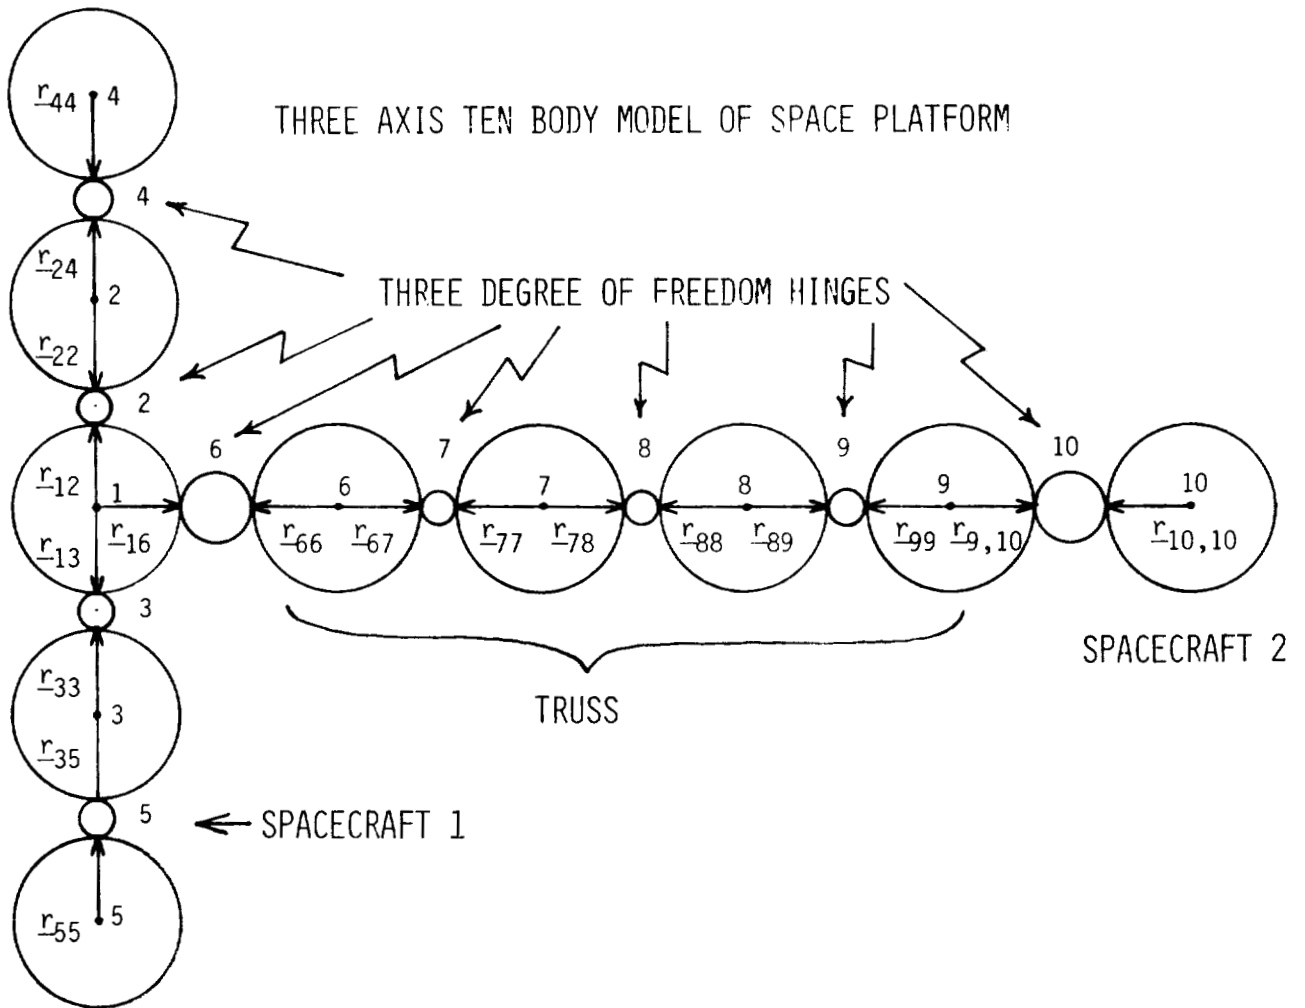 r44 4
THREE AXIS TEN BODY MODEL OF SPACE PLATFORM
4
r24
2
THREE DEGREE OF FREEDOM HINGES
r22
2
6 7 8 9 10
r12
1 6 7 8 9 10
r16 r66 r67 r77 r78 r88 r89 r99 r9,10 r10,10
r13
3
r33
SPACECRAFT 2
3
TRUSS
r35
5
SPACECRAFT 1
r55 5